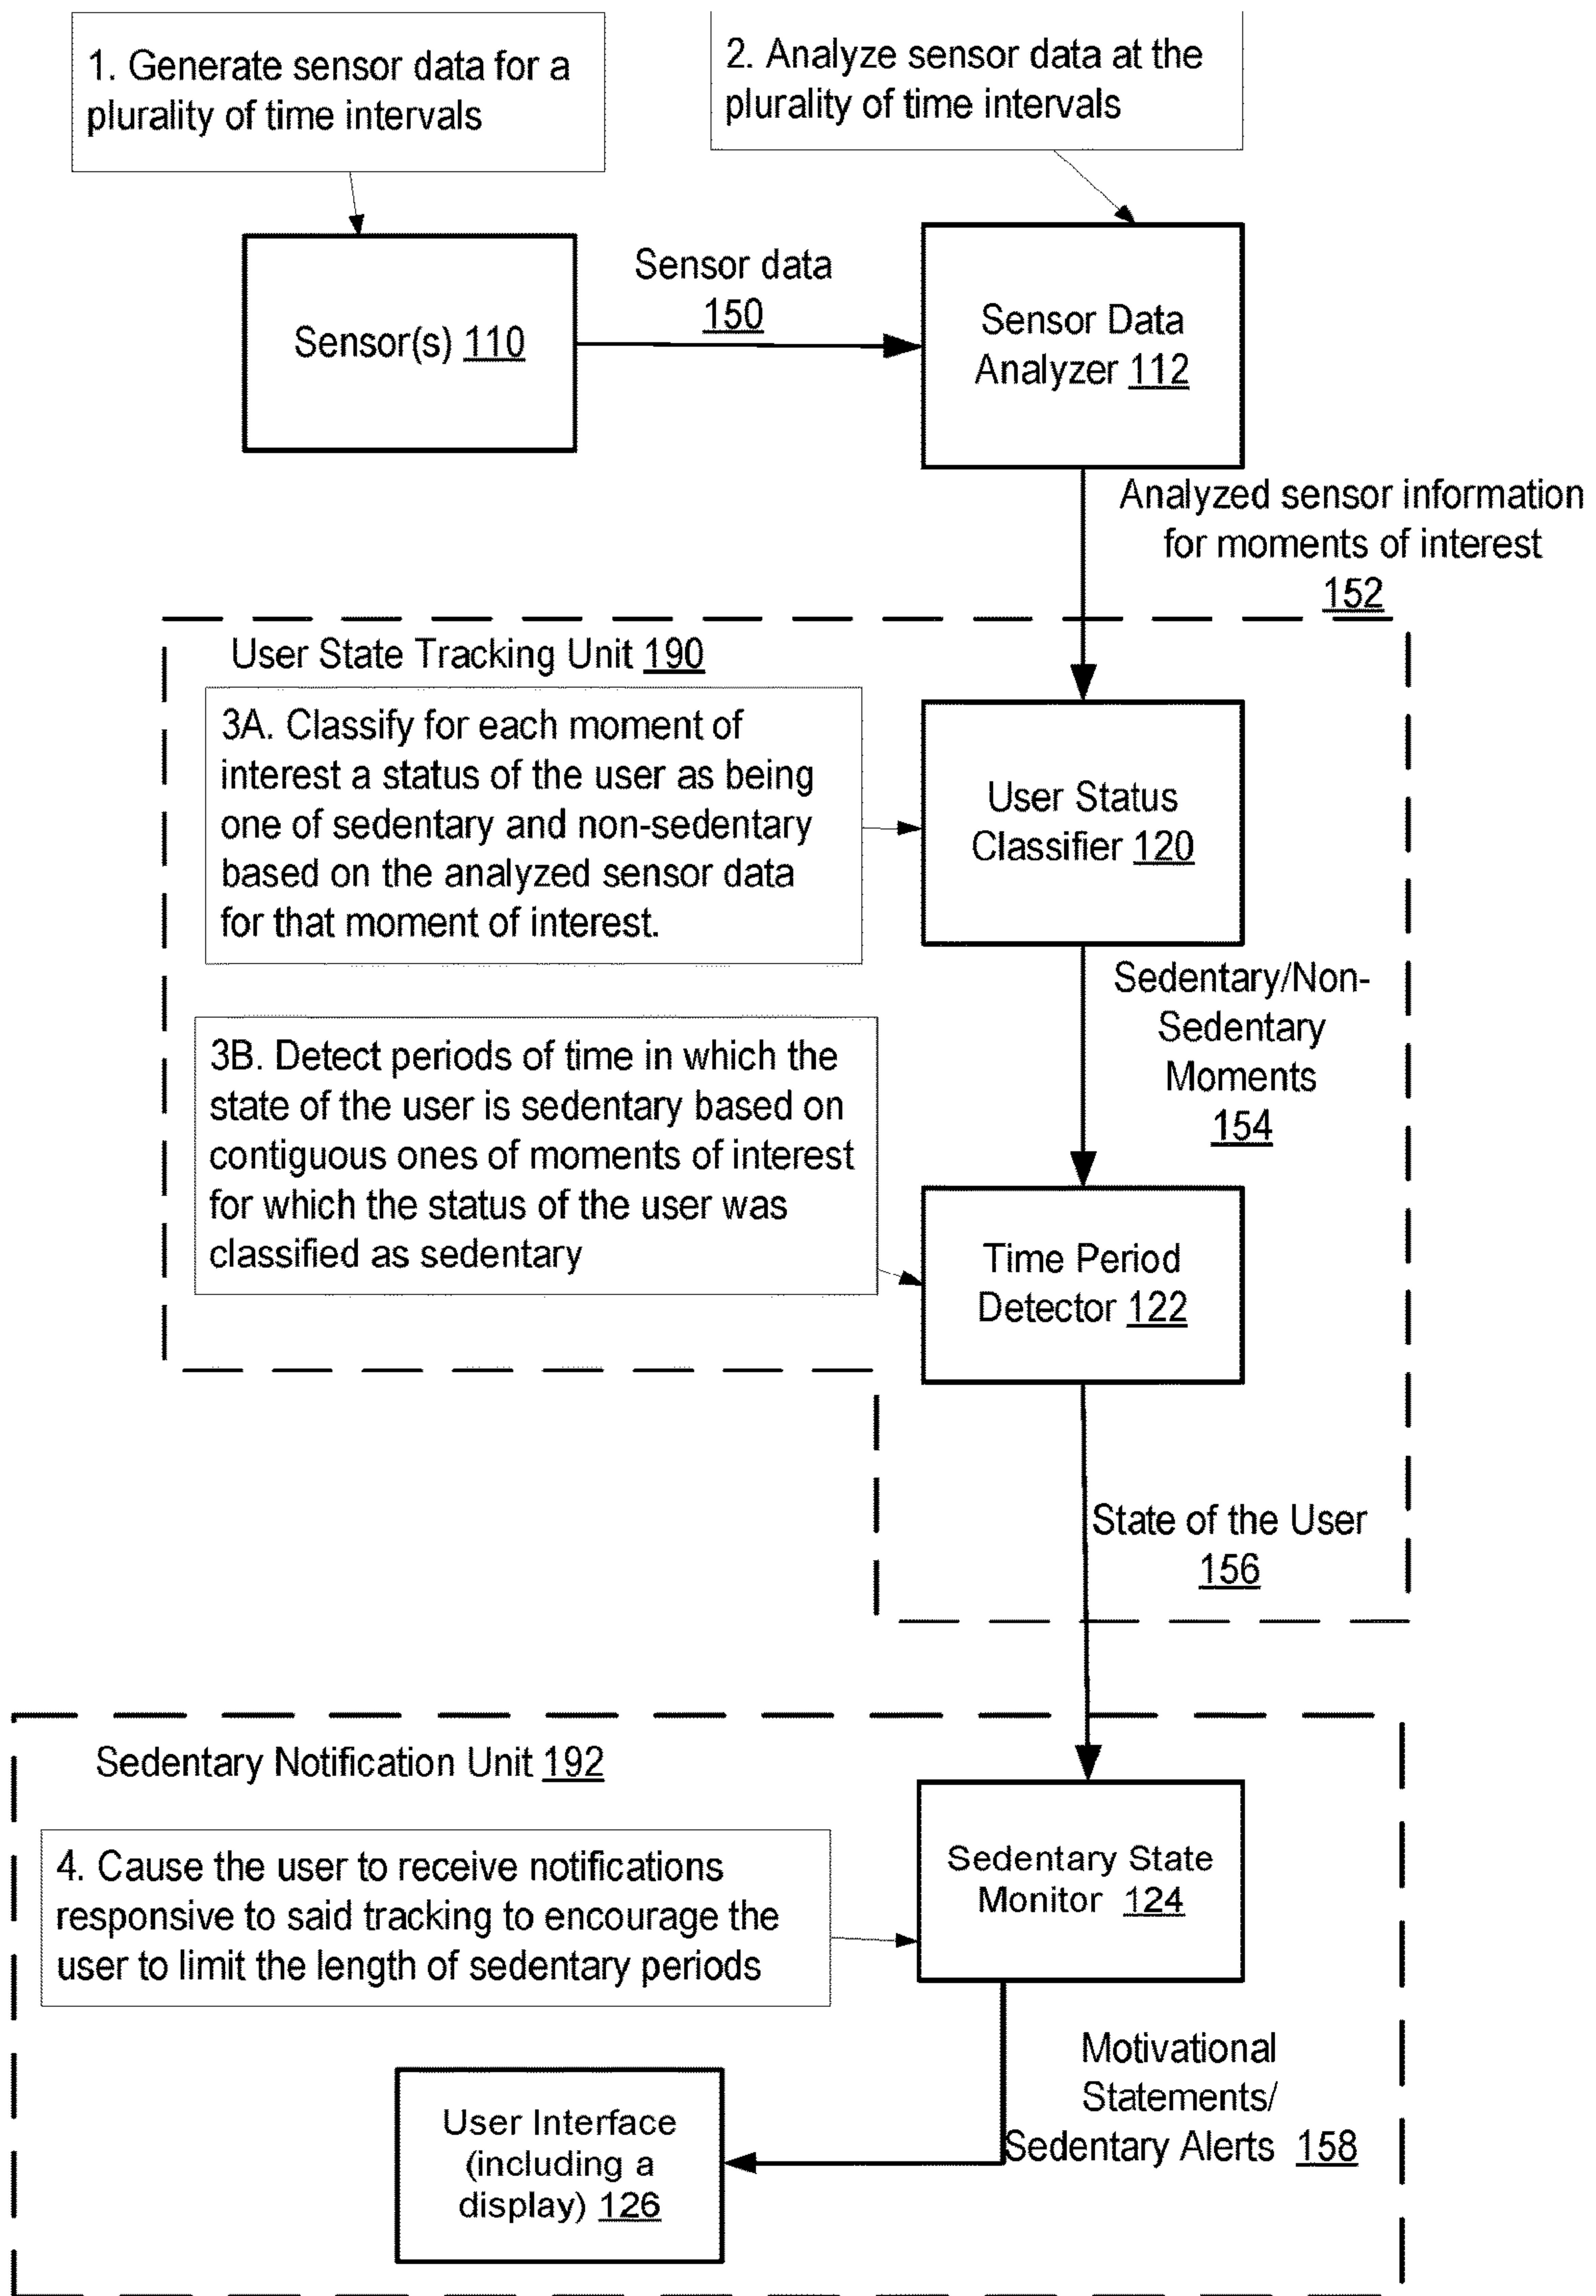 1. Generate sensor data for a
plurality of time intervals
2. Analyze sensor data at the
plurality of time intervals
Sensor(s) 110
Sensor data
150
Sensor Data
Analyzer 112
Analyzed sensor information
for moments of interest
152
User State Tracking Unit 190
3A. Classify for each moment of
interest a status of the user as being
one of sedentary and non-sedentary
based on the analyzed sensor data
for that moment of interest.
User Status
Classifier 120
Sedentary/Non-
Sedentary
Moments
154
3B. Detect periods of time in which the
state of the user is sedentary based on
contiguous ones of moments of interest
for which the status of the user was
classified as sedentary
Time Period
Detector 122
State of the User
156
Sedentary Notification Unit 192
4. Cause the user to receive notifications
responsive to said tracking to encourage the
user to limit the length of sedentary periods
Sedentary State
Monitor 124
Motivational
Statements/
Sedentary Alerts 158
User Interface
(including a
display) 126